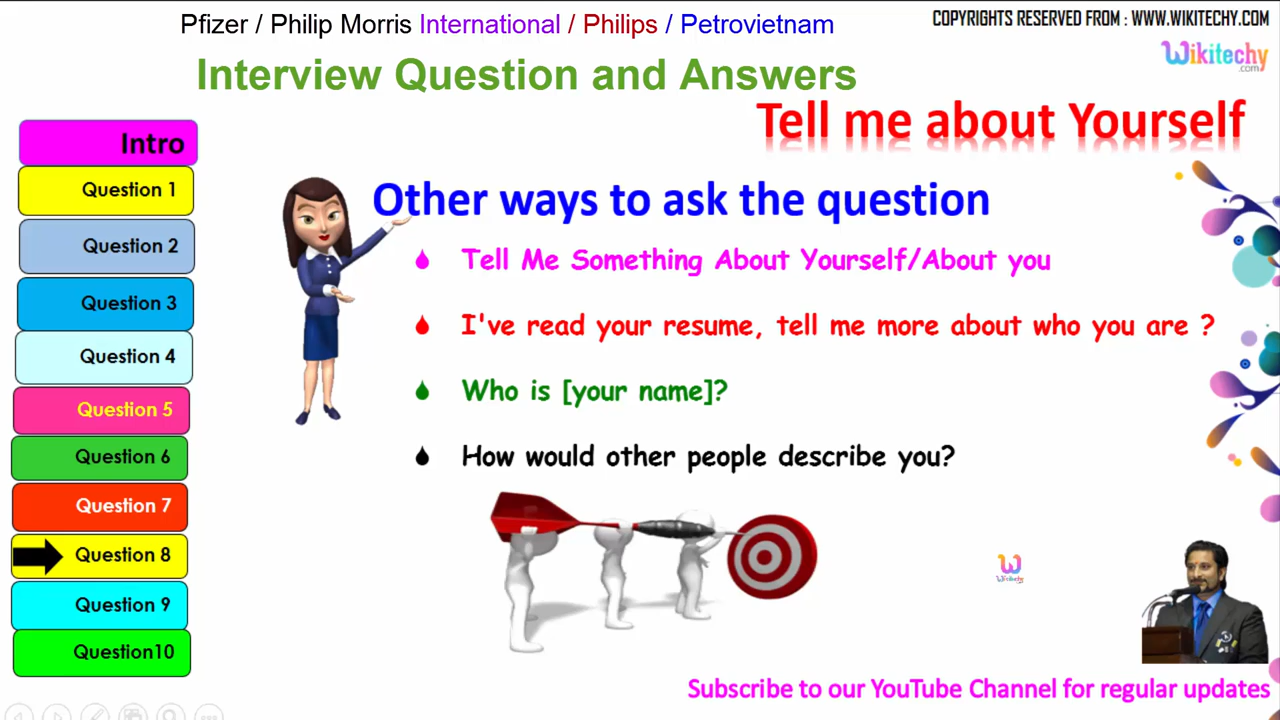 Pfizer / Philip Morris International / Philips / Petrovietnam
COPYRIGHTS RESERVED FROM : WWW.WIKITECHY.COM
Wikitechy
.com
Interview Question and Answers
Tell me about Yourself
Intro
Question 1
Question 2
Question 3
Question 4
Question 5
Question 6
Question 7
Question 8
Question 9
Question10
Other ways to ask the question
Tell Me Something About Yourself/About you
I've read your resume, tell me more about who you are ?
Who is [your name]?
How would other people describe you?
W
Wikitechy
Subscribe to our YouTube Channel for regular updates